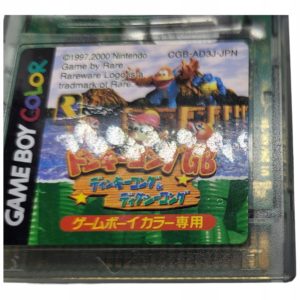 ©1997,2000 Nintendo
CGB-AD3J-JPN
Game by Rare.
Rareware Logo is a
trademark of Rare.
GAME BOY COLOR
ドンキーコングGB
ディンキーコング&
ディクシーコング
ゲームボーイカラー専用